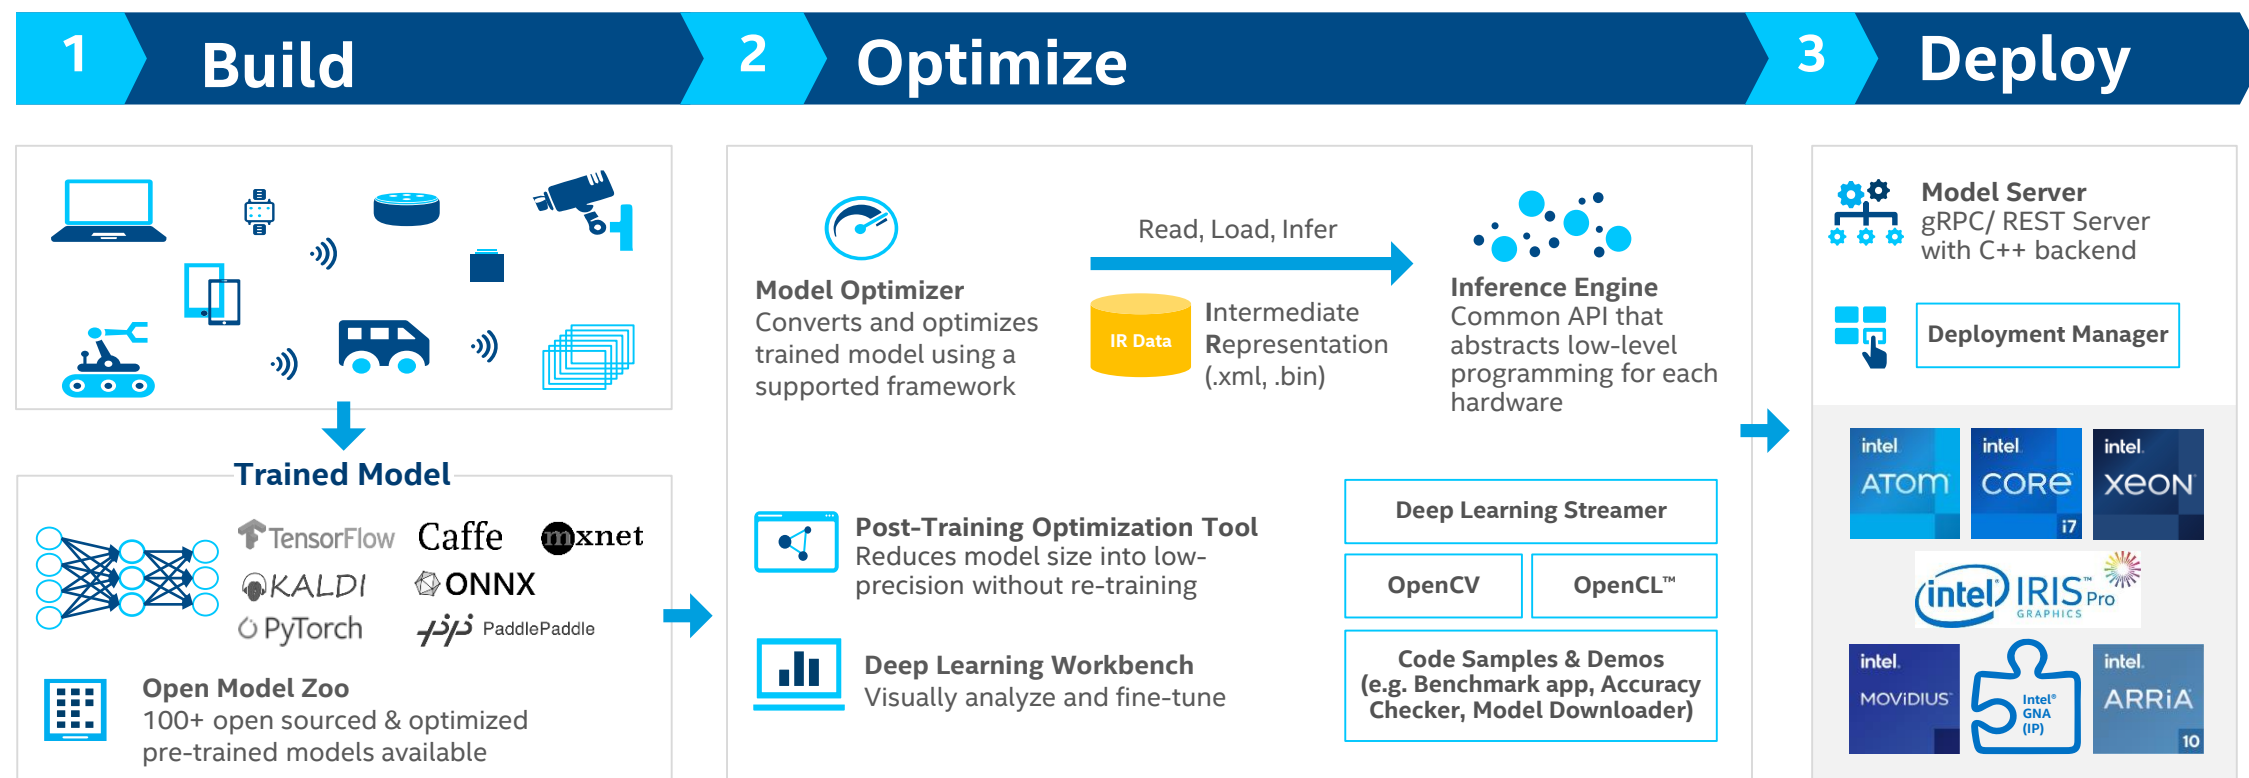 1 Build
2 Optimize
3 Deploy
Trained Model
TensorFlow
Caffe
mxnet
KALDI
ONNX
PyTorch
PaddlePaddle
Open Model Zoo
100+ open sourced & optimized
pre-trained models available
Model Optimizer
Converts and optimizes
trained model using a
supported framework
Read, Load, Infer
IR Data
Intermediate
Representation
(.xml, .bin)
Inference Engine
Common API that
abstracts low-level
programming for each
hardware
Post-Training Optimization Tool
Reduces model size into low-
precision without re-training
Deep Learning Workbench
Visually analyze and fine-tune
Deep Learning Streamer
OpenCV
OpenCL™
Code Samples & Demos
(e.g. Benchmark app, Accuracy
Checker, Model Downloader)
Model Server
gRPC/ REST Server
with C++ backend
Deployment Manager
intel.
ATOM
intel.
CORE
i7
intel.
XEON
intel IRIS™ Pro
GRAPHICS
intel.
MOVIDIUS
Intel®
GNA
(IP)
intel.
ARRIA
10